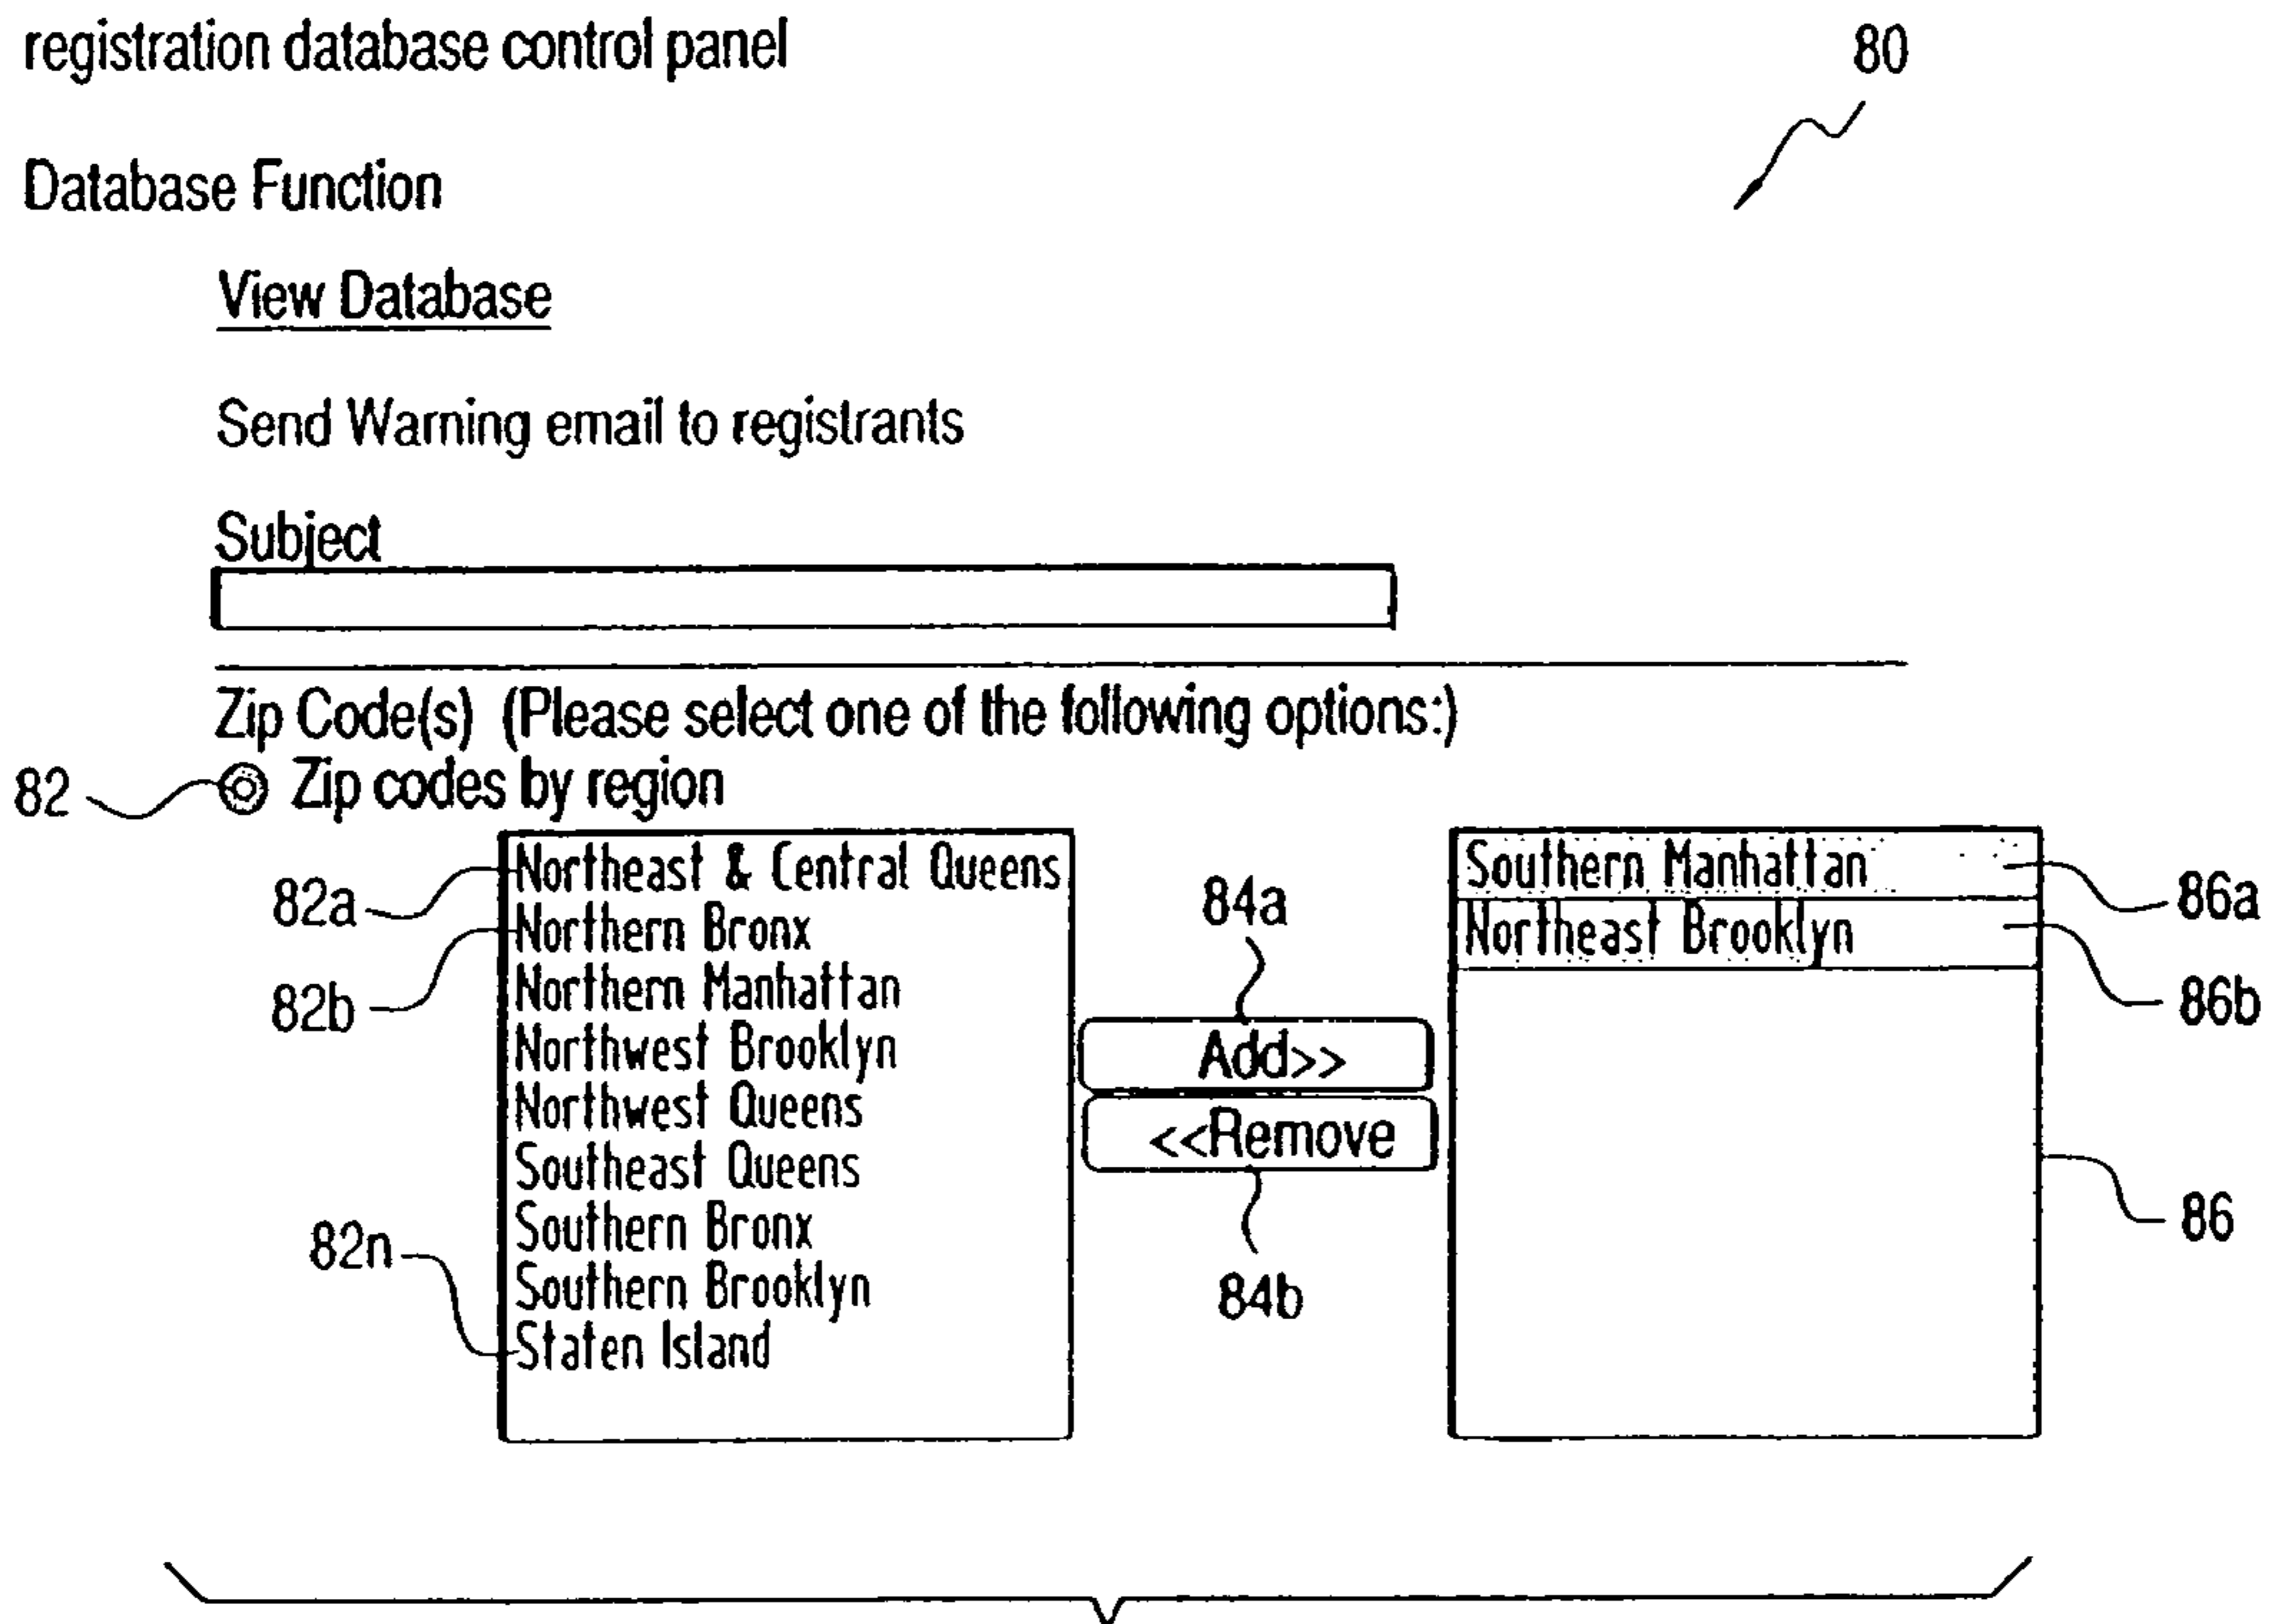 registration database control panel
80
Database Function
View Database
Send Warning email to registrants
Subject
Zip Code(s) (Please select one of the following options:)
82 Zip codes by region
82a Northeast & Central Queens
82b Northern Bronx
Northern Manhattan
Northwest Brooklyn
Northwest Queens
Southeast Queens
Southern Bronx
Southern Brooklyn
82n Staten Island
84a
Add>>
<<Remove
84b
Southern Manhattan 86a
Northeast Brooklyn 86b
86